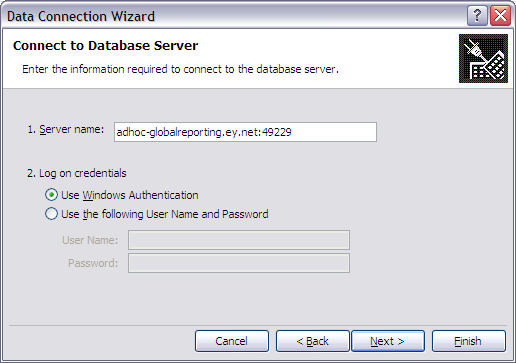 Data Connection Wizard
Connect to Database Server
Enter the information required to connect to the database server.
1. Server name: adhoc-globalreporting.ey.net:49229
2. Log on credentials
Use Windows Authentication
Use the following User Name and Password
User Name:
Password:
Cancel < Back Next > Finish